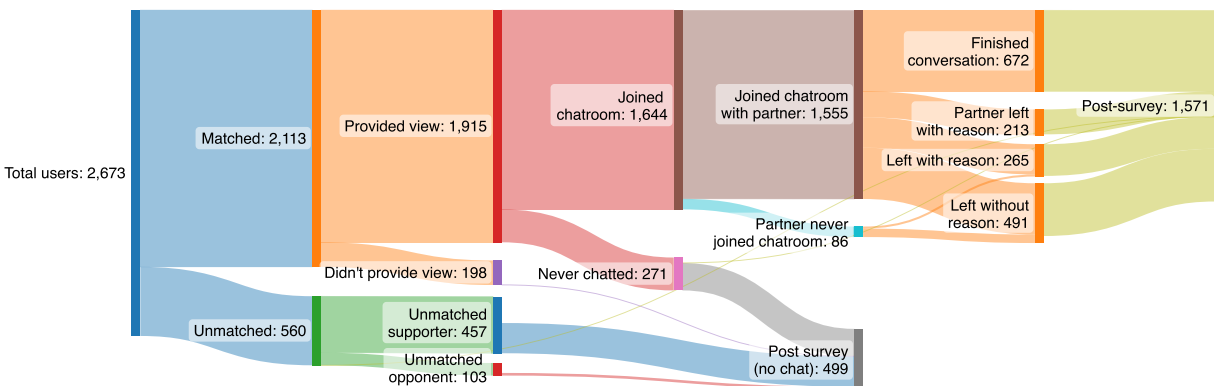 Total users: 2,673
Matched: 2,113
Unmatched: 560
Provided view: 1,915
Didn't provide view: 198
Unmatched
supporter: 457
Unmatched
opponent: 103
Joined
chatroom: 1,644
Never chatted: 271
Joined chatroom
with partner: 1,555
Partner never
joined chatroom: 86
Post survey
(no chat): 499
Finished
conversation: 672
Partner left
with reason: 213
Left with reason: 265
Left without
reason: 491
Post-survey: 1,571